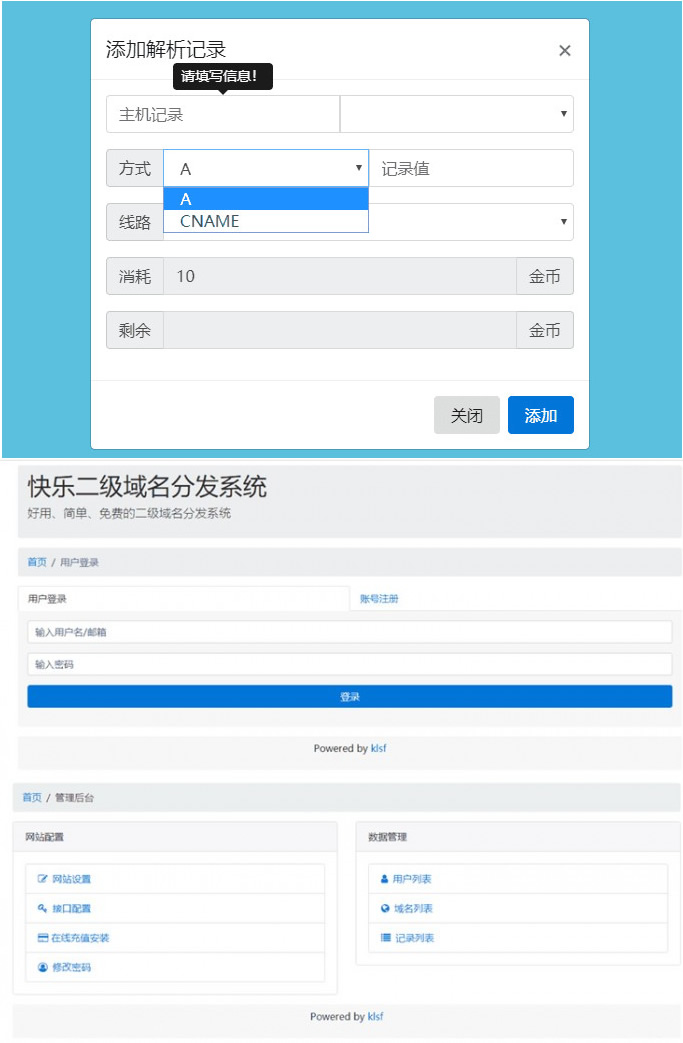 添加解析记录
×
请填写信息!
主机记录
方式 A 记录值
A
线路 CNAME
消耗 10 金币
剩余 金币
关闭 添加
快乐二级域名分发系统
好用、简单、免费的二级域名分发系统
首页 / 用户登录
用户登录 账号注册
输入用户名/邮箱
输入密码
登录
Powered by klsf
首页 / 管理后台
网站配置 数据管理
网站设置 用户列表
接口配置 域名列表
在线充值安装 记录列表
修改密码
Powered by klsf